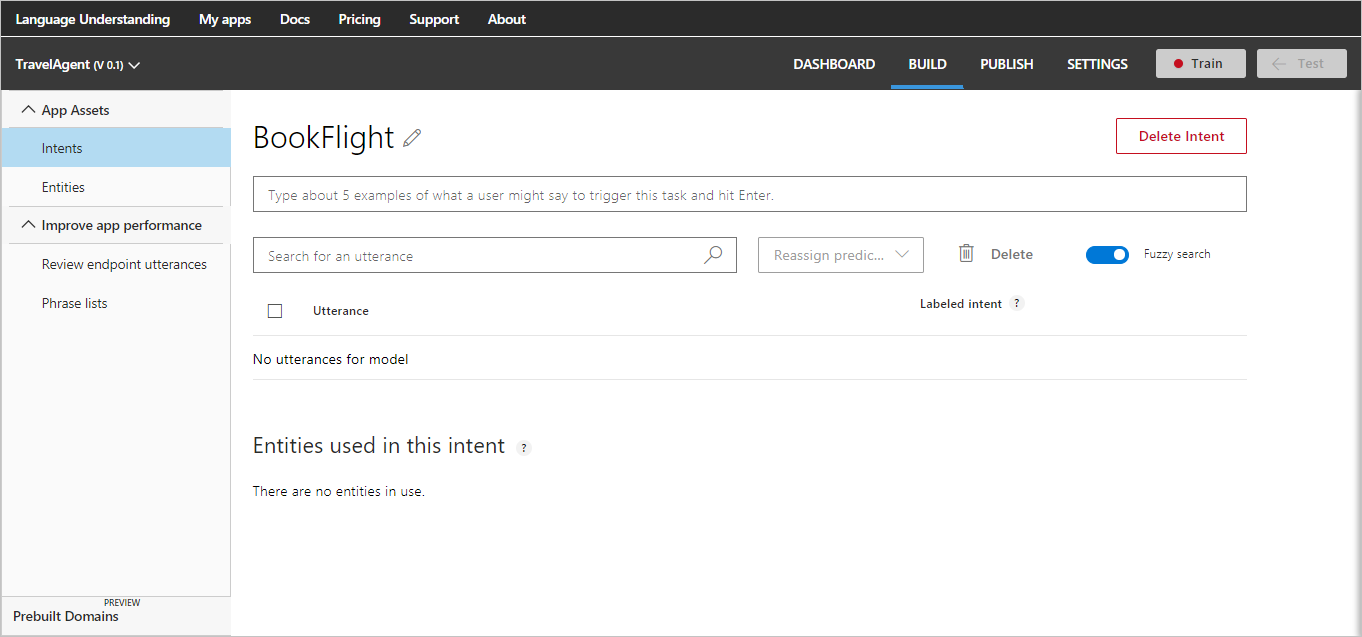 Language Understanding My apps Docs Pricing Support About
TravelAgent (V 0.1) DASHBOARD BUILD PUBLISH SETTINGS Train Test
App Assets
Intents
Entities
Improve app performance
Review endpoint utterances
Phrase lists
PREVIEW
Prebuilt Domains
BookFlight
Delete Intent
Type about 5 examples of what a user might say to trigger this task and hit Enter.
Search for an utterance Reassign predic... Delete Fuzzy search
Utterance Labeled intent ?
No utterances for model
Entities used in this intent ?
There are no entities in use.